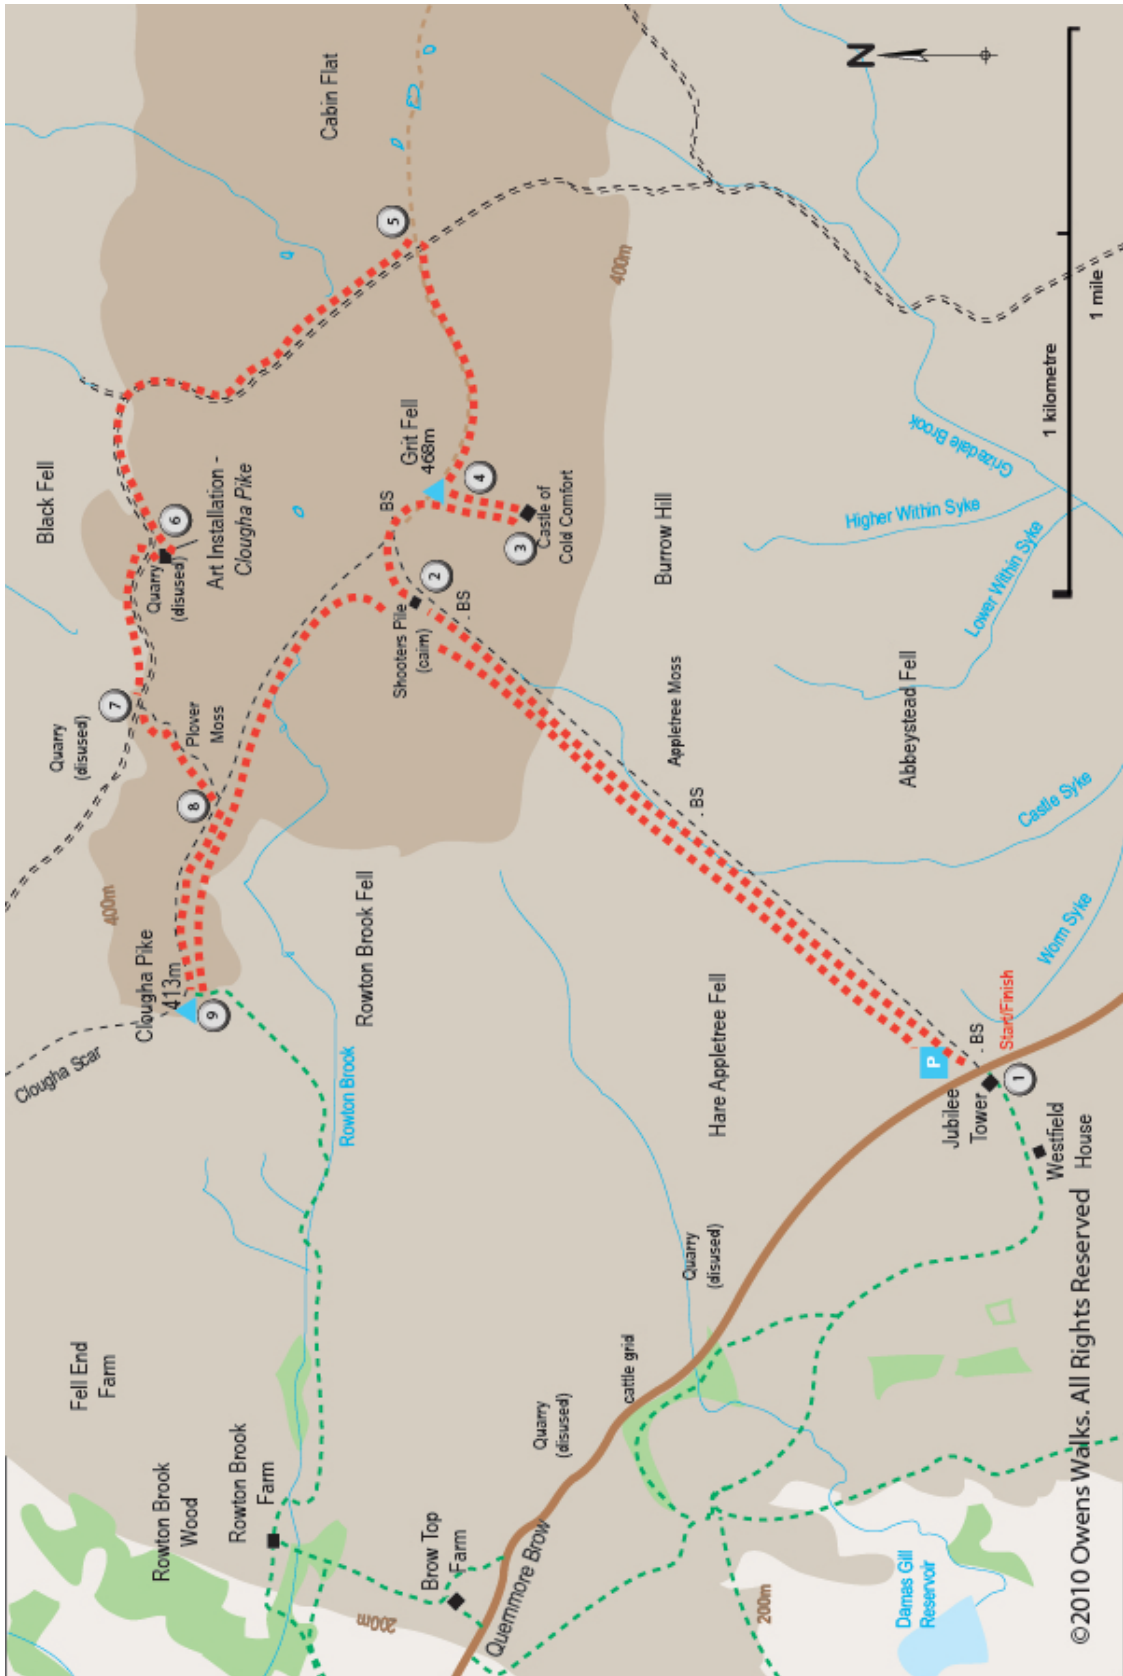 Cabin Flat
N
5
400m
1 mile
1 kilometre
Black Fell
Grit Fell
468m
4
6
Art Installation -
Clougha Pike
Quarry
(disused)
BS
3
Castle of
Cold Comfort
2
. BS
Burrow Hill
Grizedale Brook
Higher Within Syke
Lower Within Syke
Shooters Pile
(cairn)
7
Quarry
(disused)
Plover
Moss
8
Appletree Moss
. BS
Abbeystead Fell
Castle Syke
400m
Clougha Pike
413m
9
Clougha Scar
Rowton Brook Fell
Rowton Brook
Hare Appletree Fell
Worm Syke
P
. BS
Start/Finish
Jubilee
Tower
1
Westfield
House
Quarry
(disused)
cattle grid
Quarry
(disused)
Fell End
Farm
Rowton Brook
Farm
Rowton Brook
Wood
Brow Top
Farm
Quernmore Brow
200m
200m
Damas Gill
Reservoir
©2010 Owens Walks. All Rights Reserved